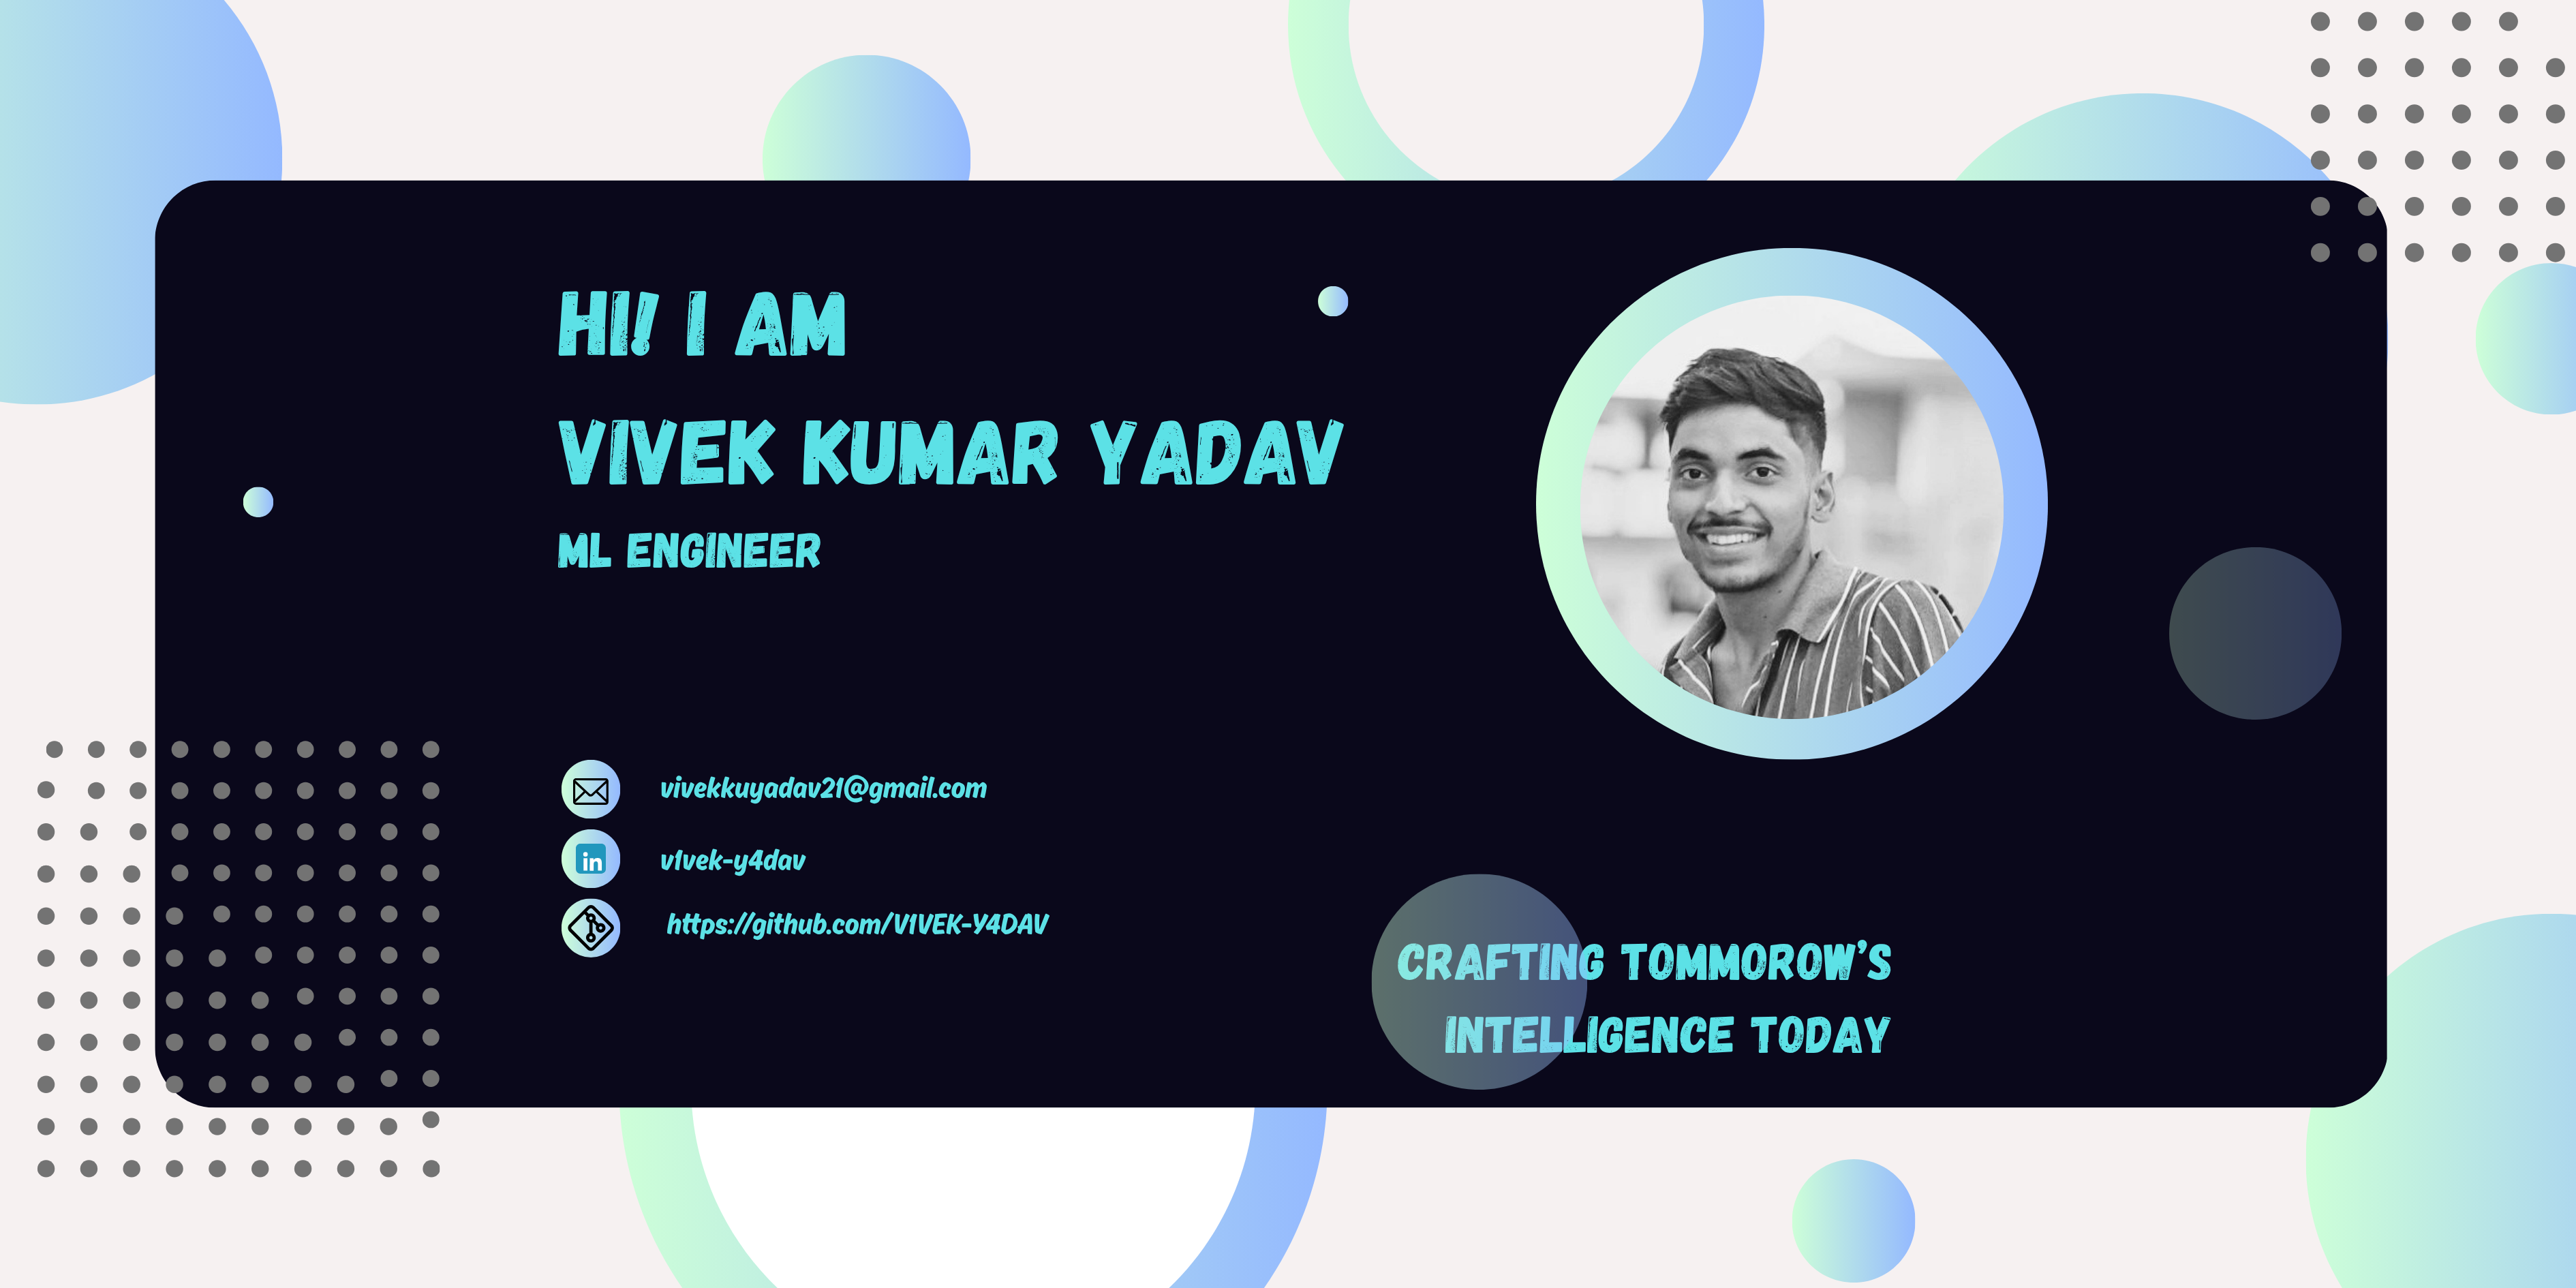 HI! I AM
VIVEK KUMAR YADAV
ML ENGINEER
vivekkuyadav21@gmail.com
in
v1vek-y4dav
https://github.com/V1VEK-Y4DAV
CRAFTING TOMMOROW'S
INTELLIGENCE TODAY